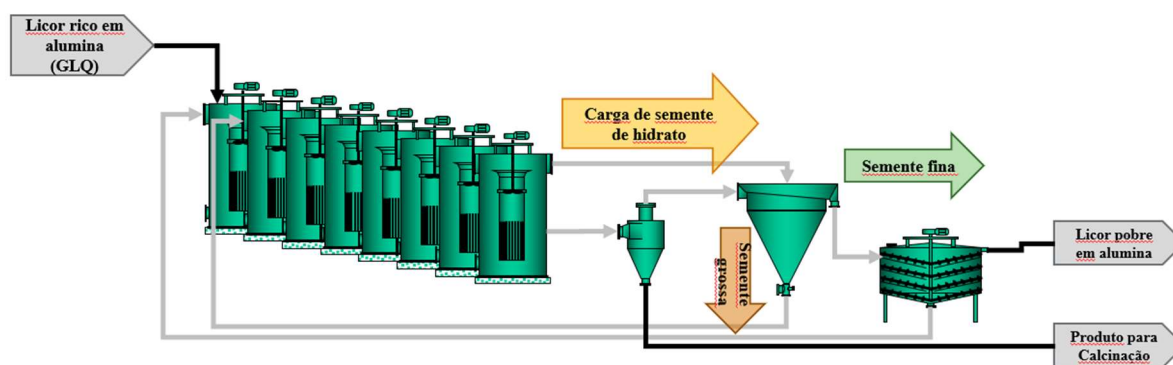 Licor rico em
alumina
(GLQ)
Carga de semente
de hidrato
Semente fina
Semente
grossa
Licor pobre
em alumina
Produto para
Calcinação